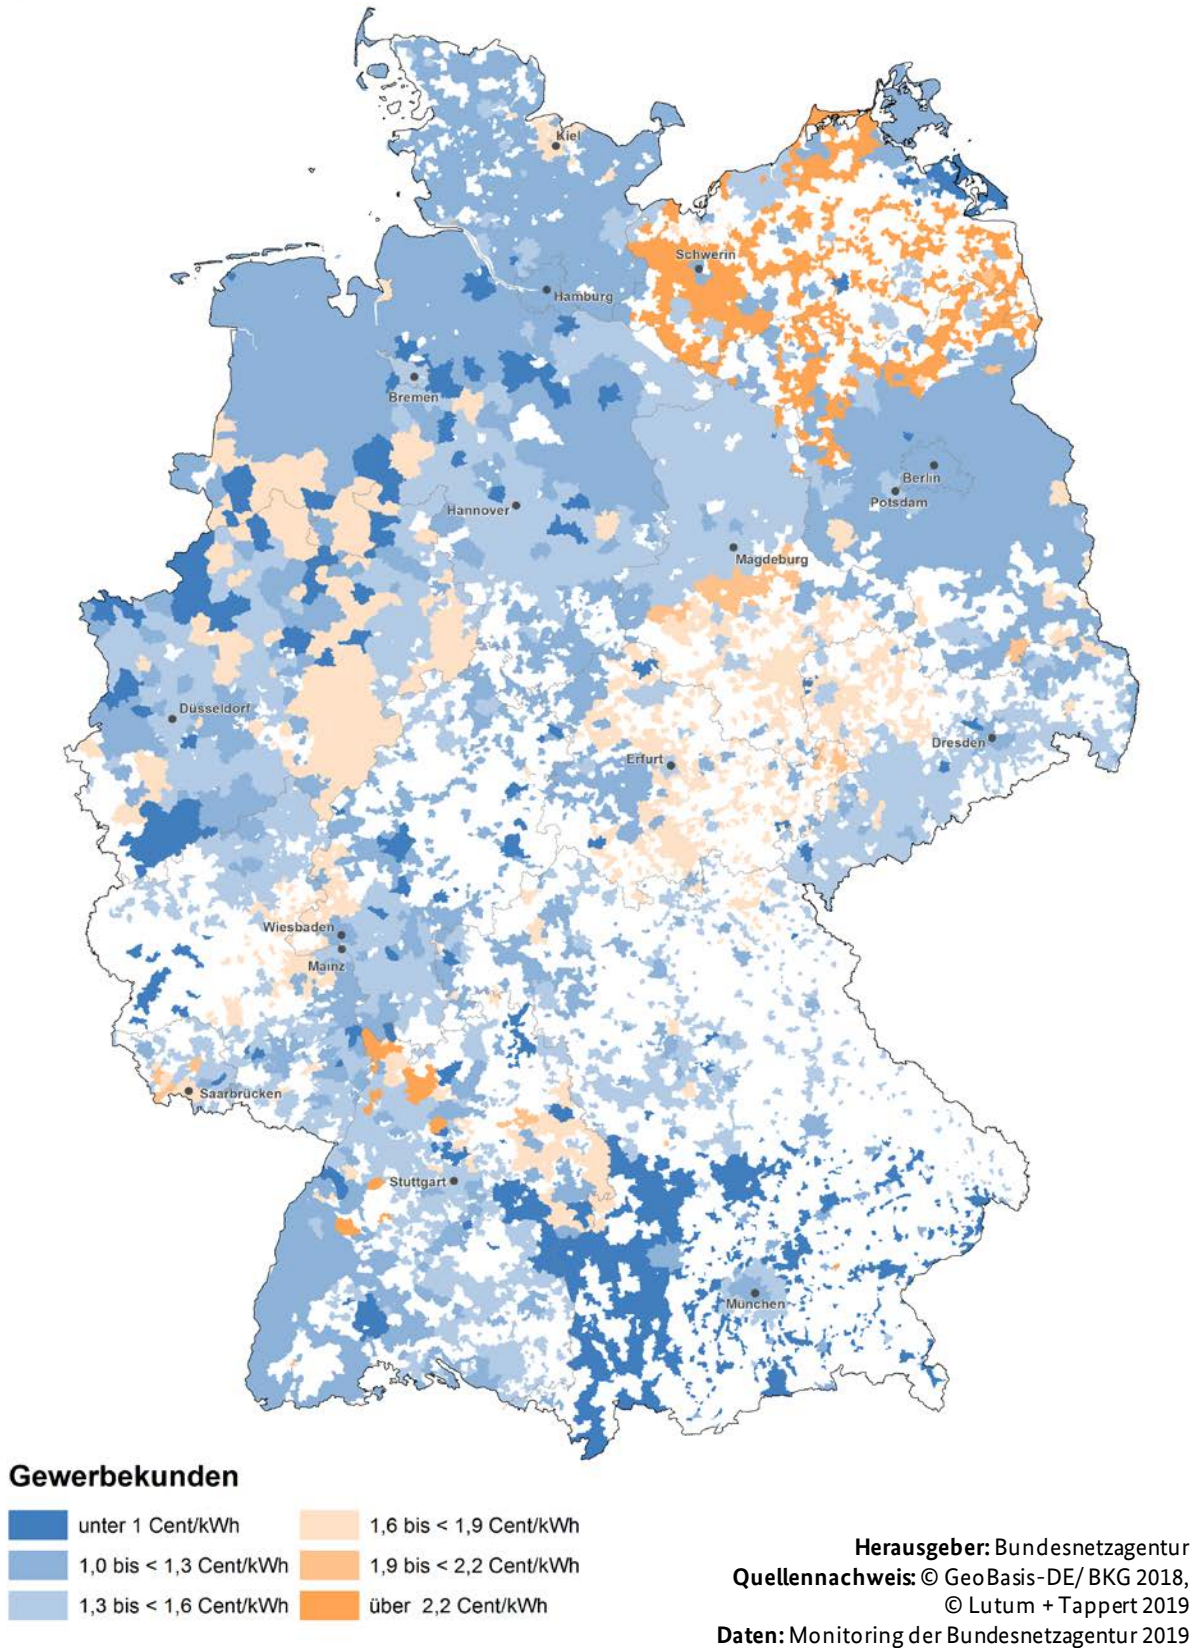 Kiel
Schwerin
Hamburg
Bremen
Berlin
Potsdam
Hannover
Magdeburg
Düsseldorf
Dresden
Erfurt
Wiesbaden
Mainz
Saarbrücken
Stuttgart
München
Gewerbekunden
unter 1 Cent/kWh
1,0 bis < 1,3 Cent/kWh
1,3 bis < 1,6 Cent/kWh
1,6 bis < 1,9 Cent/kWh
1,9 bis < 2,2 Cent/kWh
über 2,2 Cent/kWh
Herausgeber: Bundesnetzagentur
Quellennachweis: © GeoBasis-DE/ BKG 2018,
© Lutum + Tappert 2019
Daten: Monitoring der Bundesnetzagentur 2019